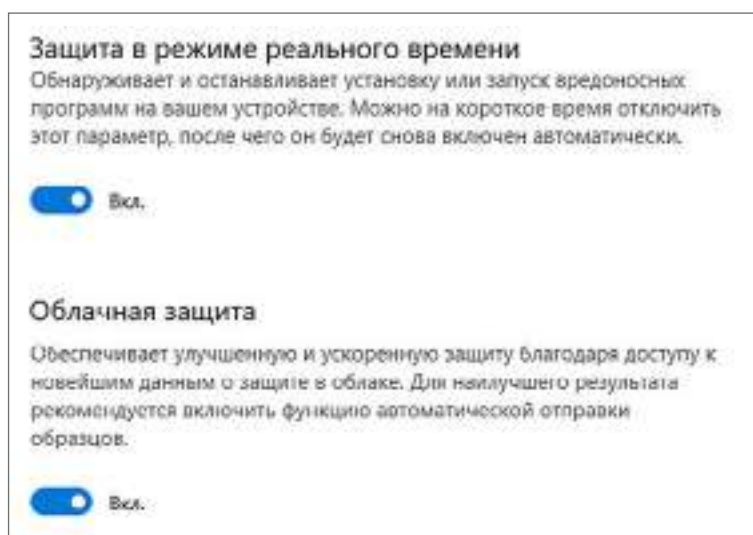 Защита в режиме реального времени
Обнаруживает и останавливает установку или запуск вредоносных
программ на вашем устройстве. Можно на короткое время отключить
этот параметр, после чего он будет снова включен автоматически.
Вкл.
Облачная защита
Обеспечивает улучшенную и ускоренную защиту благодаря доступу к
новейшим данным о защите в облаке. Для наилучшего результата
рекомендуется включить функцию автоматической отправки
образцов.
Вкл.